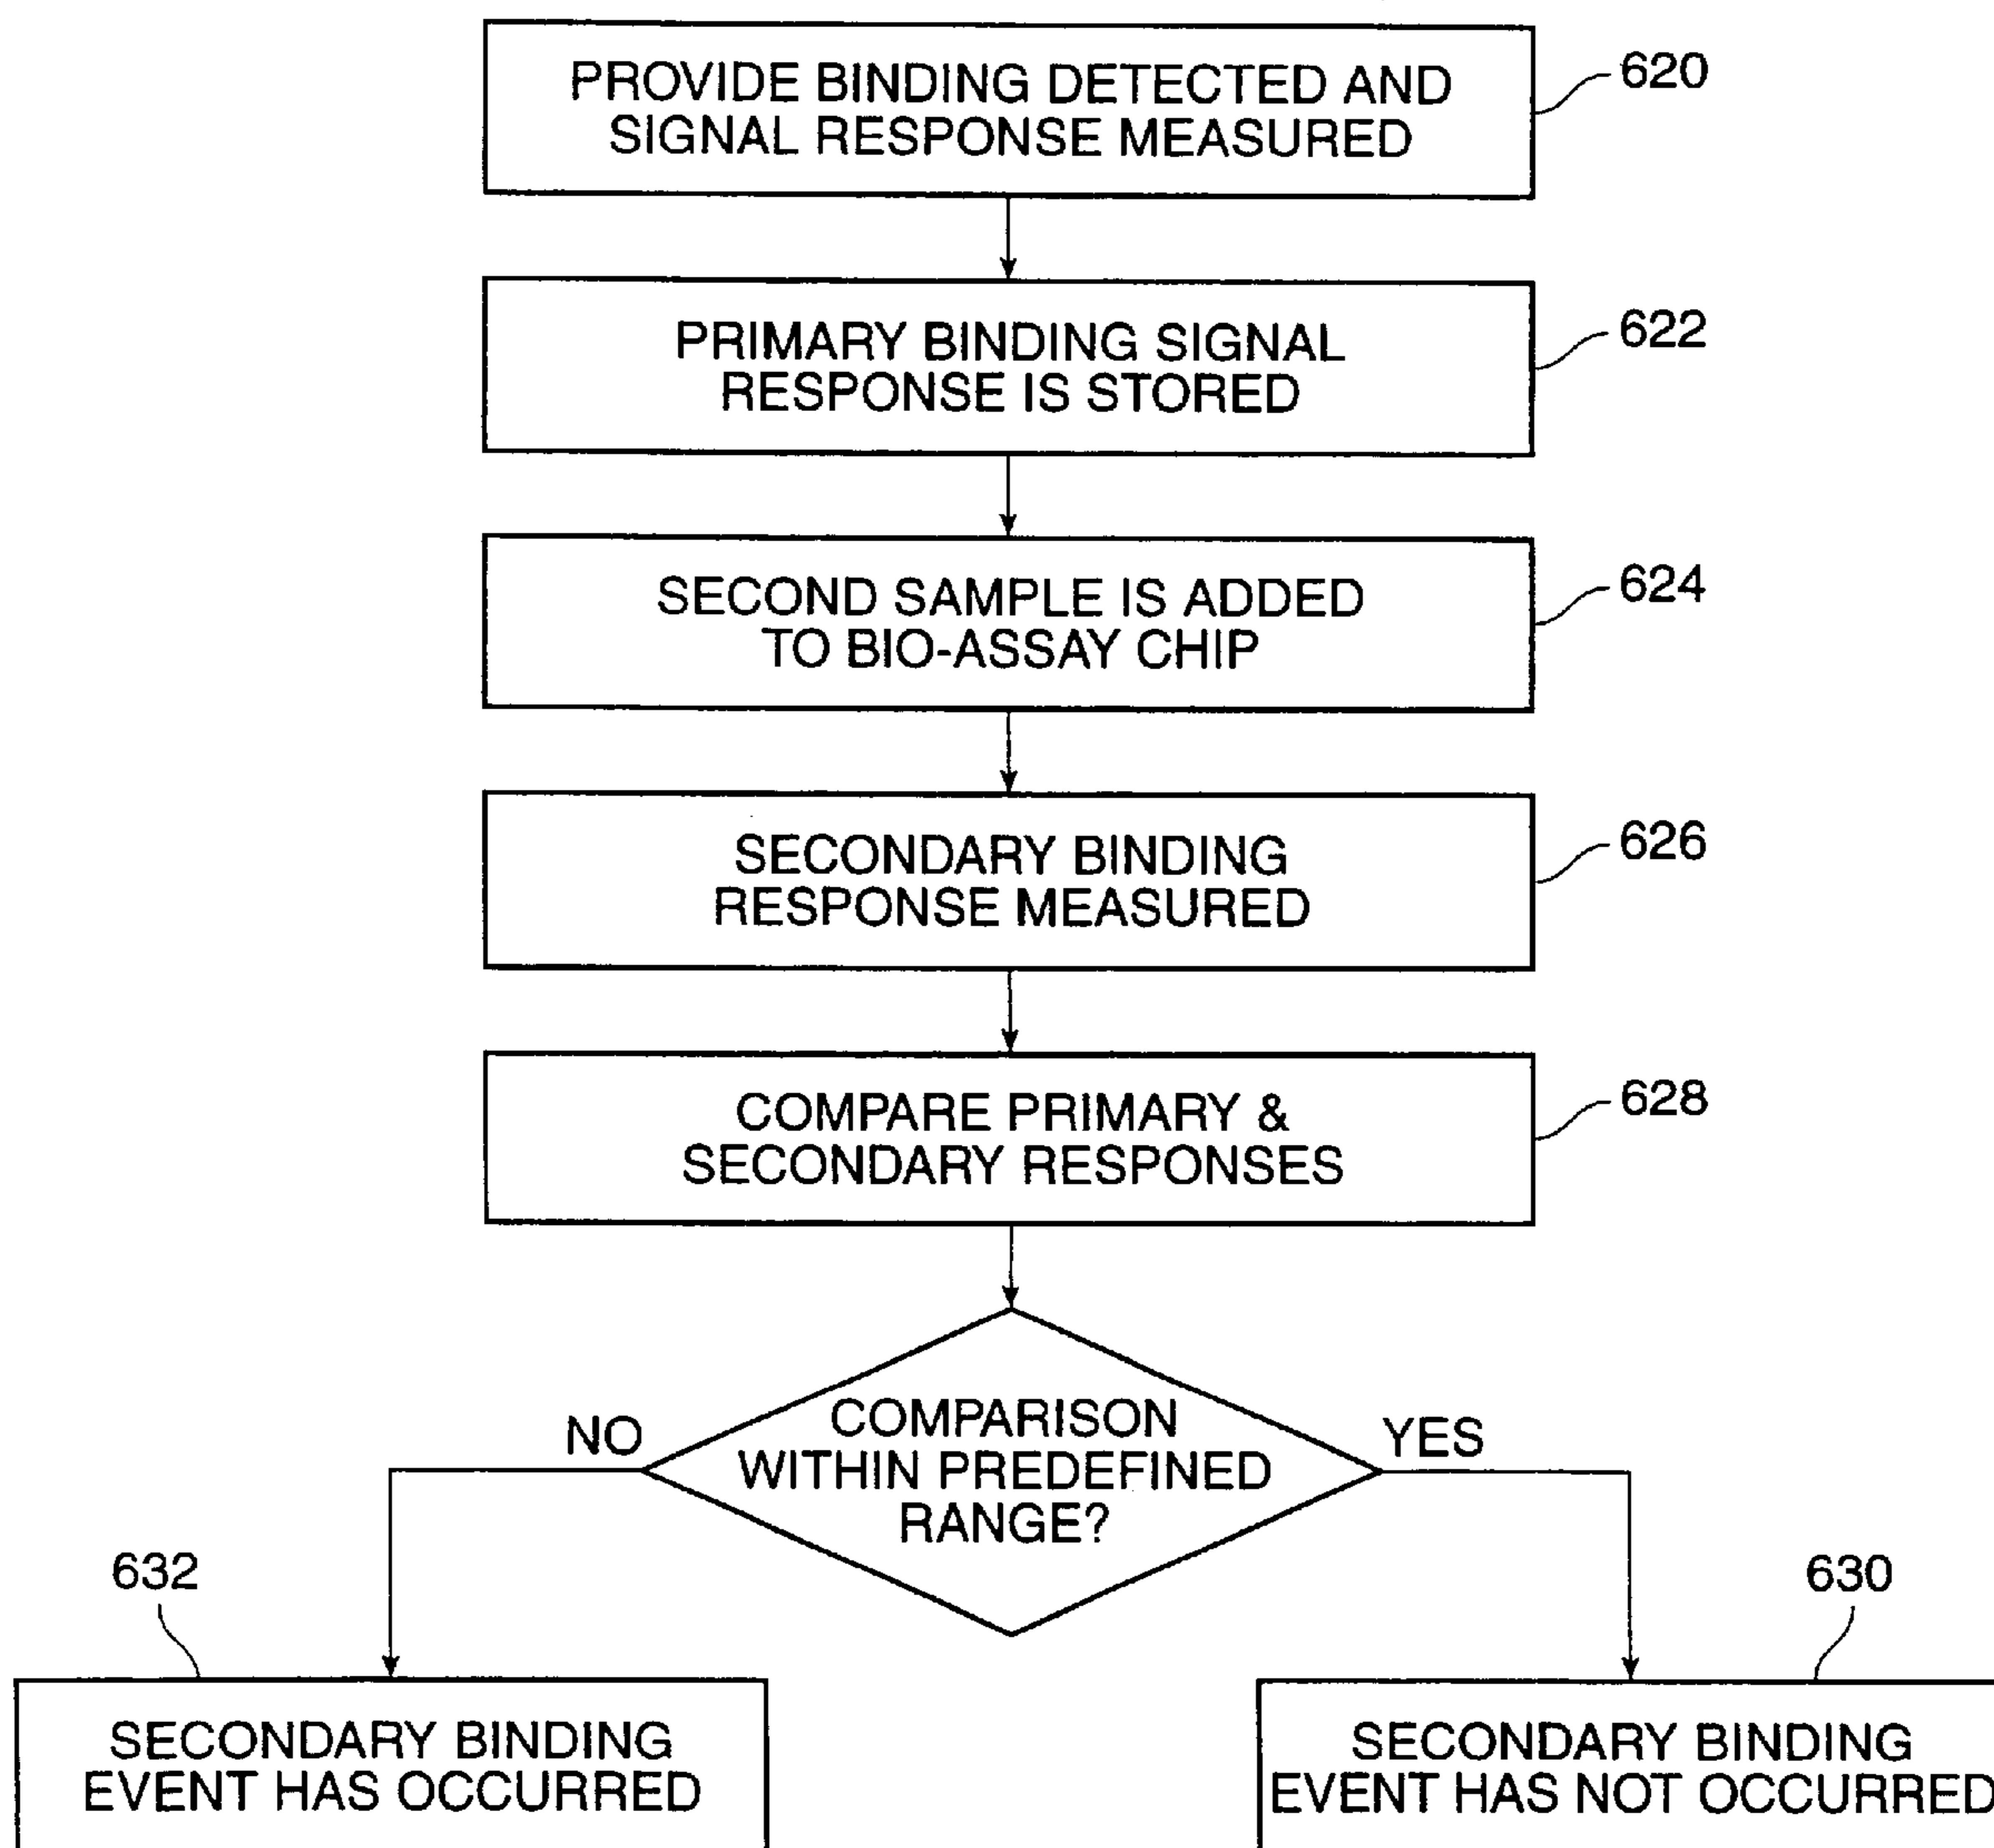 PROVIDE BINDING DETECTED AND
SIGNAL RESPONSE MEASURED
620
PRIMARY BINDING SIGNAL
RESPONSE IS STORED
622
SECOND SAMPLE IS ADDED
TO BIO-ASSAY CHIP
624
SECONDARY BINDING
RESPONSE MEASURED
626
COMPARE PRIMARY &
SECONDARY RESPONSES
628
COMPARISON
WITHIN PREDEFINED
RANGE?
NO
YES
632
SECONDARY BINDING
EVENT HAS OCCURRED
630
SECONDARY BINDING
EVENT HAS NOT OCCURRED